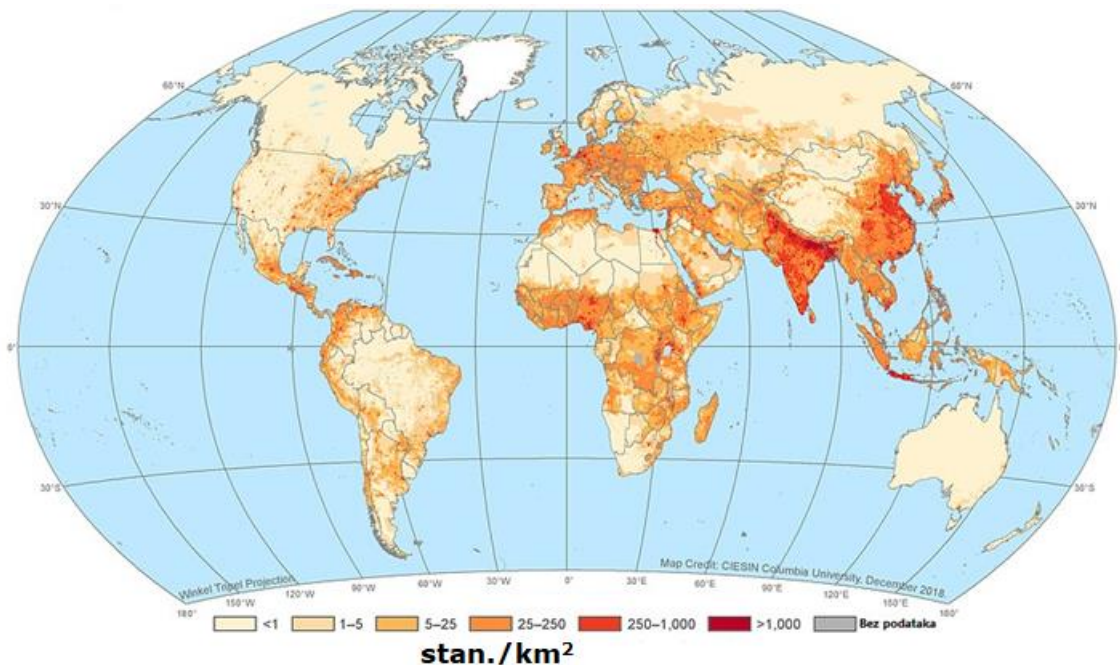 60°N
60°N
30°N
30°N
0°
30°S
30°S
Winkel Tripel Projection
Map Credit: CIESIN Columbia University, December 2018.
180° 150°W 120°W 90°W 60°W 30°W 0° 30°E 60°E 90°E 120°E 150°E 180°
<1 1–5 5–25 25–250 250–1,000 >1,000 Bez podataka
stan./km²